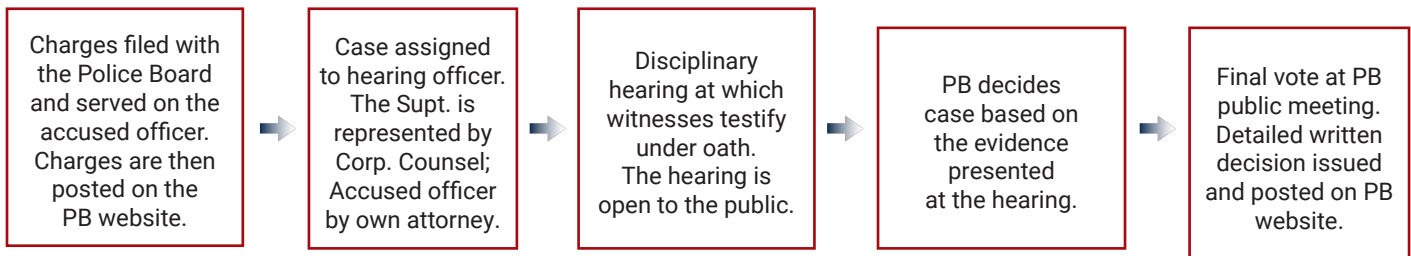 Charges filed with
the Police Board
and served on the
accused officer.
Charges are then
posted on the
PB website.
Case assigned
to hearing officer.
The Supt. is
represented by
Corp. Counsel;
Accused officer
by own attorney.
Disciplinary
hearing at which
witnesses testify
under oath.
The hearing is
open to the public.
PB decides
case based on
the evidence
presented
at the hearing.
Final vote at PB
public meeting.
Detailed written
decision issued
and posted on PB
website.